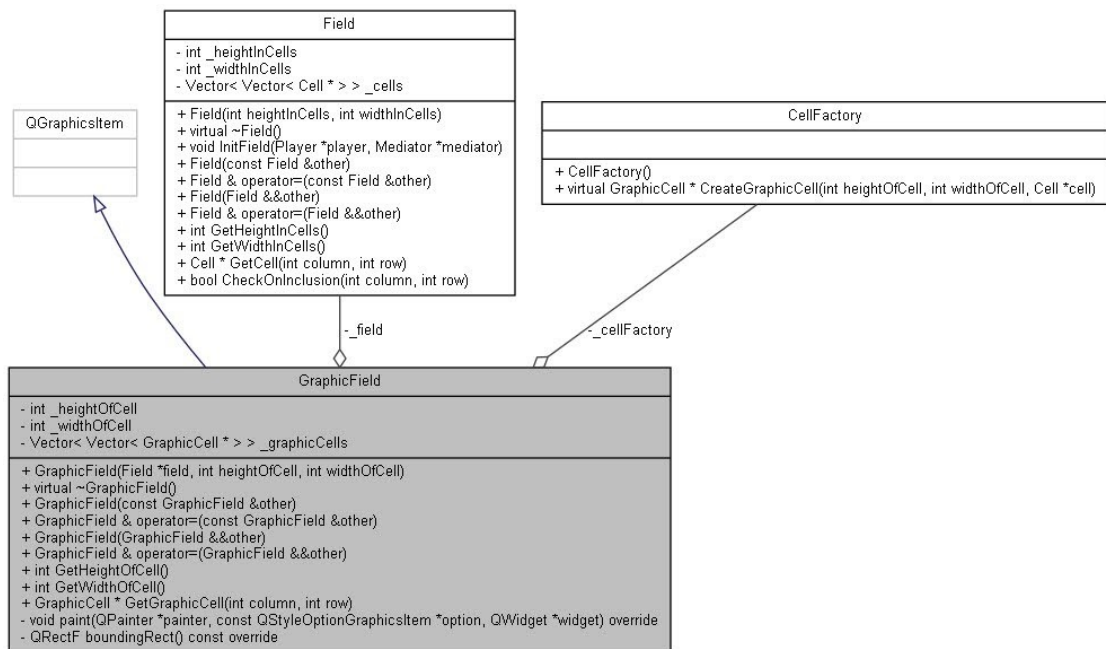 Field
- int _heightInCells
- int _widthInCells
- Vector< Vector< Cell * > > _cells
+ Field(int heightInCells, int widthInCells)
+ virtual ~Field()
+ void InitField(Player *player, Mediator *mediator)
+ Field(const Field &other)
+ Field & operator=(const Field &other)
+ Field(Field &&other)
+ Field & operator=(Field &&other)
+ int GetHeightInCells()
+ int GetWidthInCells()
+ Cell * GetCell(int column, int row)
+ bool CheckOnInclusion(int column, int row)
QGraphicsItem
CellFactory
+ CellFactory()
+ virtual GraphicCell * CreateGraphicCell(int heightOfCell, int widthOfCell, Cell *cell)
-_field
-_cellFactory
GraphicField
- int _heightOfCell
- int _widthOfCell
- Vector< Vector< GraphicCell * > > _graphicCells
+ GraphicField(Field *field, int heightOfCell, int widthOfCell)
+ virtual ~GraphicField()
+ GraphicField(const GraphicField &other)
+ GraphicField & operator=(const GraphicField &other)
+ GraphicField(GraphicField &&other)
+ GraphicField & operator=(GraphicField &&other)
+ int GetHeightOfCell()
+ int GetWidthOfCell()
+ GraphicCell * GetGraphicCell(int column, int row)
- void paint(QPainter *painter, const QStyleOptionGraphicsItem *option, QWidget *widget) override
- QRectF boundingRect() const override